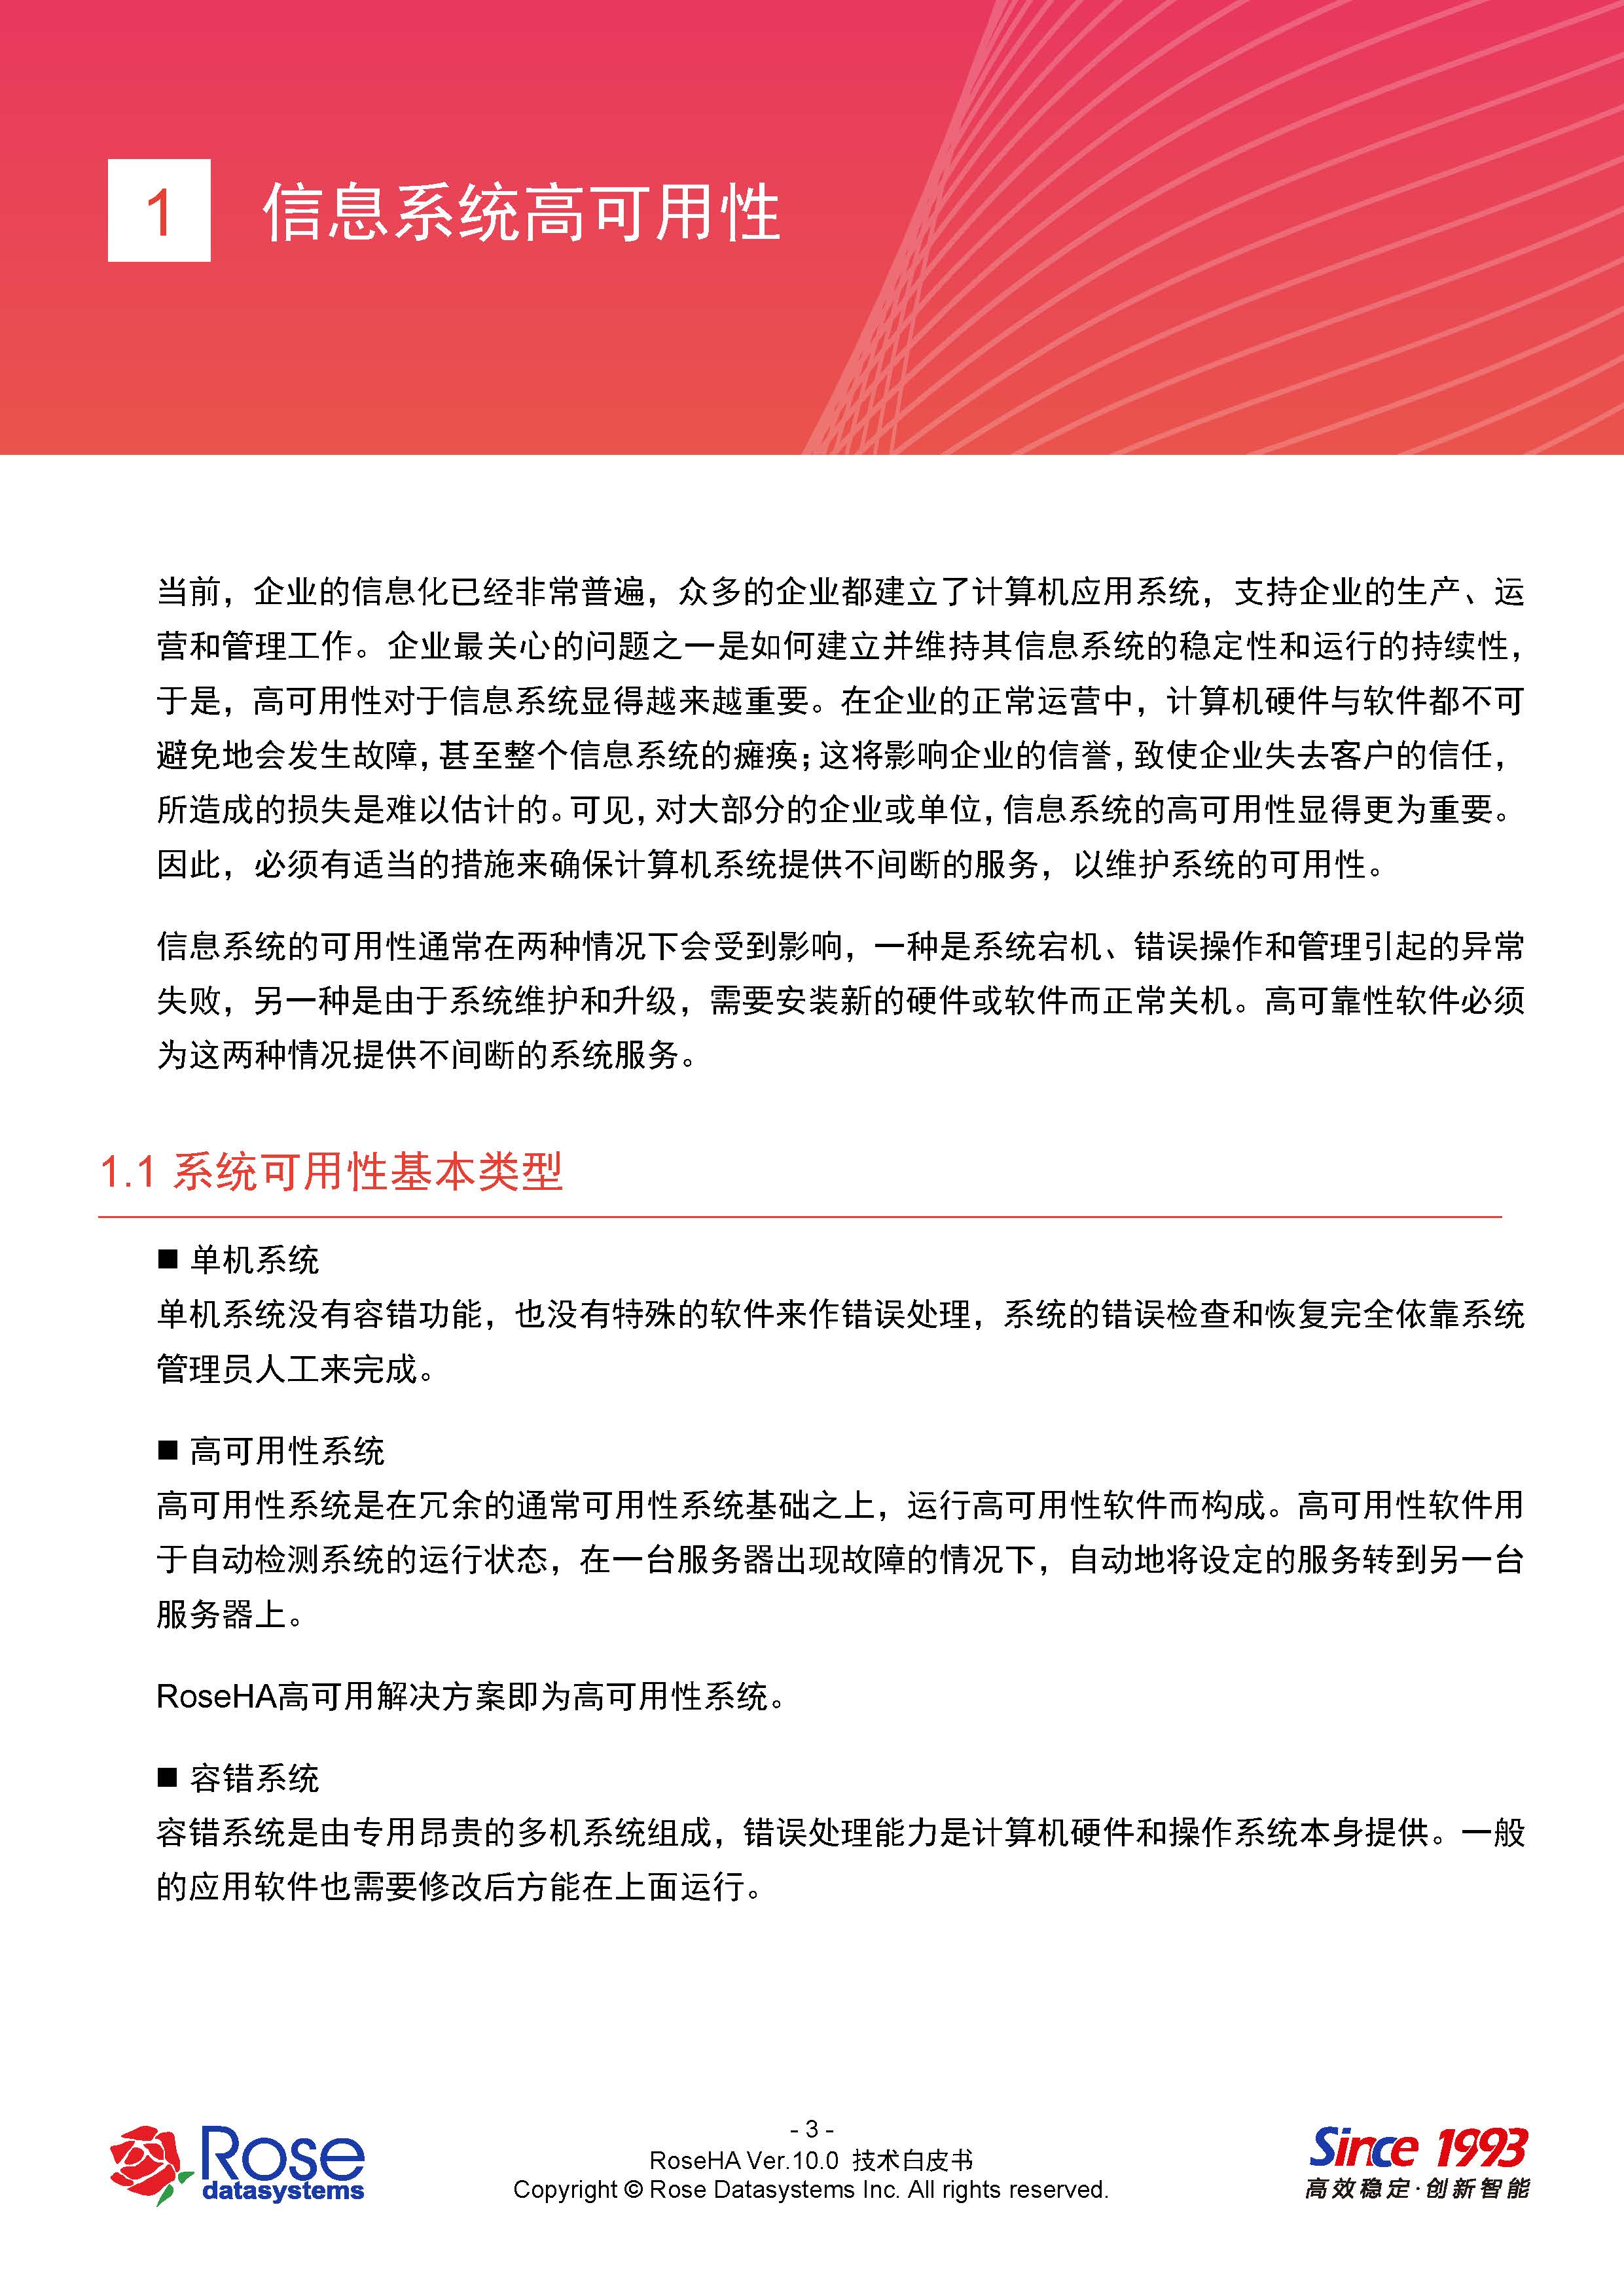 1 信息系统高可用性
当前，企业的信息化已经非常普遍，众多的企业都建立了计算机应用系统，支持企业的生产、运
营和管理工作。企业最关心的问题之一是如何建立并维持其信息系统的稳定性和运行的持续性，
于是，高可用性对于信息系统显得越来越重要。在企业的正常运营中，计算机硬件与软件都不可
避免地会发生故障，甚至整个信息系统的瘫痪；这将影响企业的信誉，致使企业失去客户的信任，
所造成的损失是难以估计的。可见，对大部分的企业或单位，信息系统的高可用性显得更为重要。
因此，必须有适当的措施来确保计算机系统提供不间断的服务，以维护系统的可用性。
信息系统的可用性通常在两种情况下会受到影响，一种是系统宕机、错误操作和管理引起的异常
失败，另一种是由于系统维护和升级，需要安装新的硬件或软件而正常关机。高可靠性软件必须
为这两种情况提供不间断的系统服务。
1.1 系统可用性基本类型
■ 单机系统
单机系统没有容错功能，也没有特殊的软件来作错误处理，系统的错误检查和恢复完全依靠系统
管理员人工来完成。
■ 高可用性系统
高可用性系统是在冗余的通常可用性系统基础之上，运行高可用性软件而构成。高可用性软件用
于自动检测系统的运行状态，在一台服务器出现故障的情况下，自动地将设定的服务转到另一台
服务器上。
RoseHA高可用解决方案即为高可用性系统。
■ 容错系统
容错系统是由专用昂贵的多机系统组成，错误处理能力是计算机硬件和操作系统本身提供。一般
的应用软件也需要修改后方能在上面运行。
Rose
datasystems
- 3 -
RoseHA Ver.10.0 技术白皮书
Copyright © Rose Datasystems Inc. All rights reserved.
Since 1993
高效稳定·创新智能